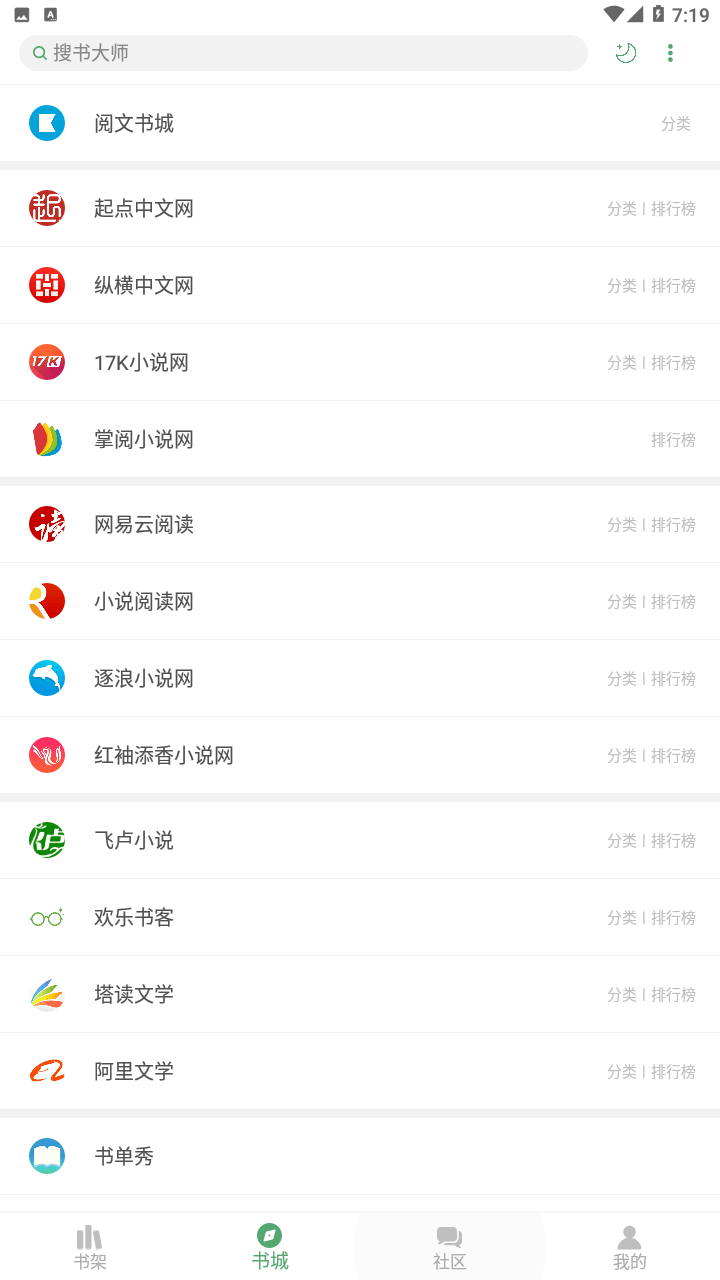 7:19
搜书大师
阅文书城 分类
起点中文网 分类 | 排行榜
纵横中文网 分类 | 排行榜
17K 17K小说网 分类 | 排行榜
掌阅小说网 排行榜
网易云阅读 分类 | 排行榜
小说阅读网 分类 | 排行榜
逐浪小说网 分类 | 排行榜
红袖添香小说网 分类 | 排行榜
飞卢小说 分类 | 排行榜
欢乐书客 分类 | 排行榜
塔读文学 分类 | 排行榜
阿里文学 分类 | 排行榜
书单秀
书架 书城 社区 我的